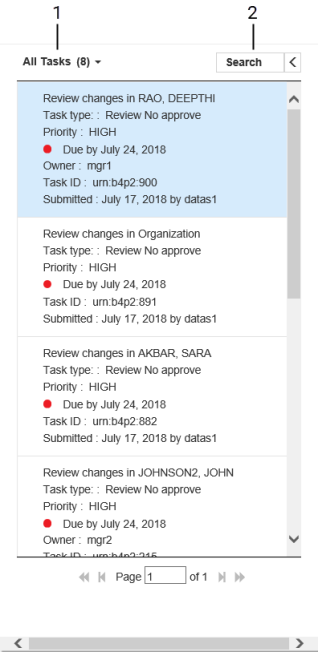 1 2
All Tasks (8) Search
Review changes in RAO, DEEPTHI
Task type: : Review No approve
Priority : HIGH
Due by July 24, 2018
Owner : mgr1
Task ID : urn:b4p2:900
Submitted : July 17, 2018 by datas1
Review changes in Organization
Task type: : Review No approve
Priority : HIGH
Due by July 24, 2018
Task ID : urn:b4p2:891
Submitted : July 17, 2018 by datas1
Review changes in AKBAR, SARA
Task type: : Review No approve
Priority : HIGH
Due by July 24, 2018
Task ID : urn:b4p2:882
Submitted : July 17, 2018 by datas1
Review changes in JOHNSON2, JOHN
Task type: : Review No approve
Priority : HIGH
Due by July 24, 2018
Owner : mgr2
Task ID : urn:b4p2:215
Page 1 of 1